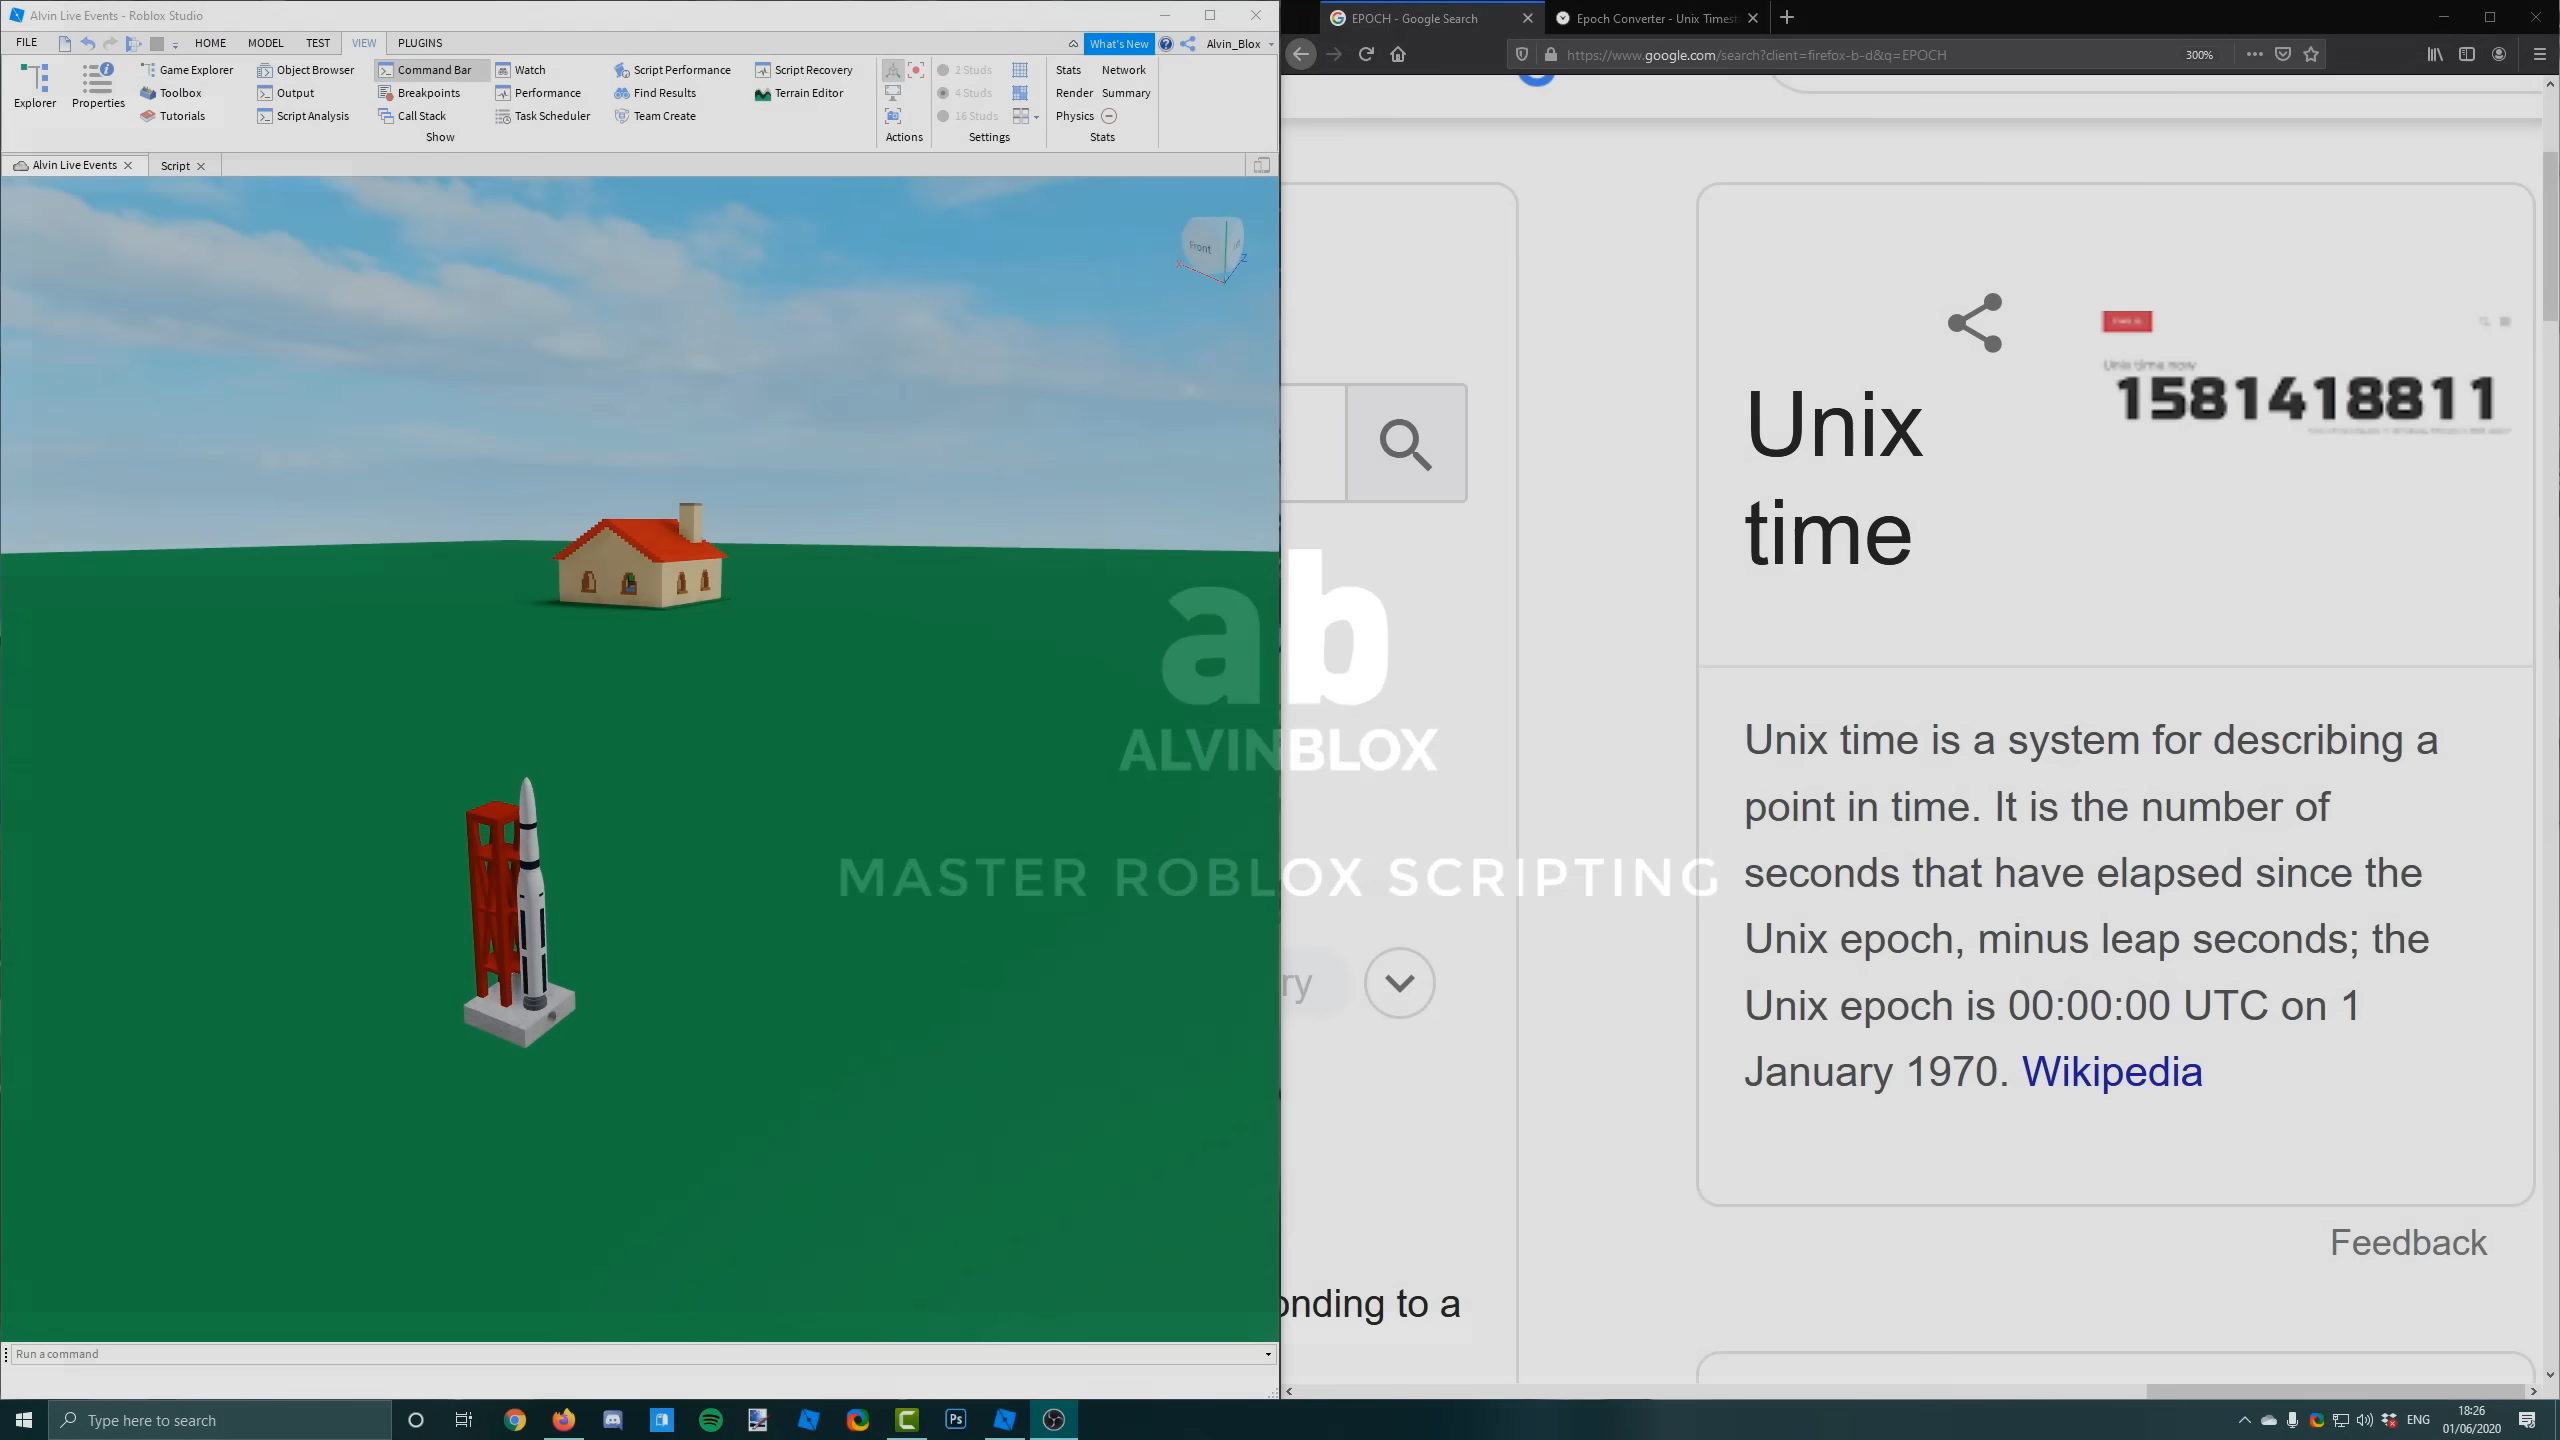 Alvin Live Events - Roblox Studio
FILE HOME MODEL TEST VIEW PLUGINS What's New Alvin_Blox
Explorer
Properties
Game Explorer
Toolbox
Tutorials
Object Browser
Output
Script Analysis
Command Bar
Breakpoints
Call Stack
Watch
Performance
Task Scheduler
Script Performance
Find Results
Team Create
Script Recovery
Terrain Editor
Show
Actions
2 Studs
4 Studs
16 Studs
Settings
Stats Network
Render Summary
Physics
Stats
Alvin Live Events Script
Front
X
Z
Run a command
EPOCH - Google Search
Epoch Converter - Unix Times
https://www.google.com/search?client=firefox-b-d&q=EPOCH
300%
Unix
time
Unix time now
1581418811
Unix time is a system for describing a
point in time. It is the number of
seconds that have elapsed since the
Unix epoch, minus leap seconds; the
Unix epoch is 00:00:00 UTC on 1
January 1970. Wikipedia
Feedback
ry
onding to a
ab
ALVINBLOX
MASTER ROBLOX SCRIPTING
Type here to search
Ps
ENG
18:26
01/06/2020